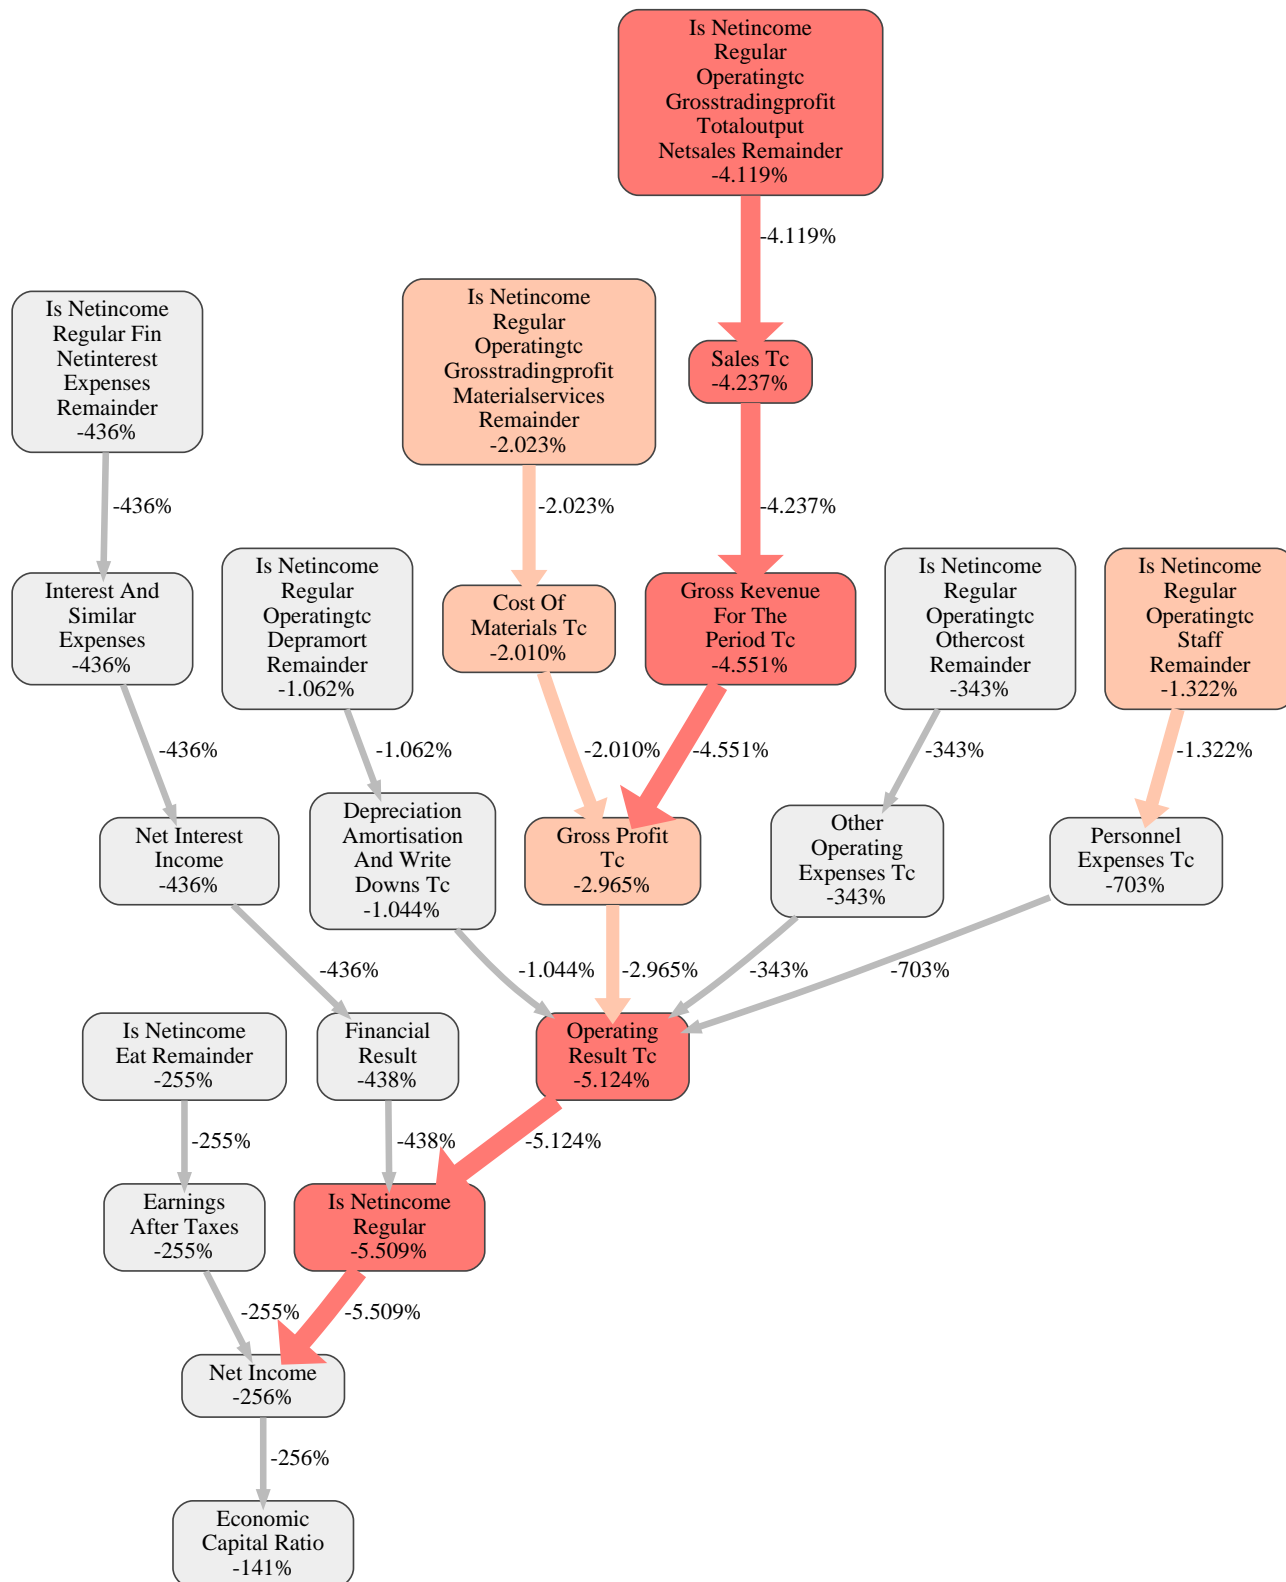 Is Netincome
Regular
Operatingtc
Grosstradingprofit
Totaloutput
Netsales Remainder
-4.119%
-4.119%
Is Netincome
Regular Fin
Netinterest
Expenses
Remainder
-436%
Is Netincome
Regular
Operatingtc
Grosstradingprofit
Materialservices
Remainder
-2.023%
Sales Tc
-4.237%
-436%
-2.023%
-4.237%
Interest And
Similar
Expenses
-436%
Is Netincome
Regular
Operatingtc
Depramort
Remainder
-1.062%
Cost Of
Materials Tc
-2.010%
Gross Revenue
For The
Period Tc
-4.551%
Is Netincome
Regular
Operatingtc
Othercost
Remainder
-343%
Is Netincome
Regular
Operatingtc
Staff
Remainder
-1.322%
-436%
-1.062%
-2.010%
-4.551%
-343%
-1.322%
Net Interest
Income
-436%
Depreciation
Amortisation
And Write
Downs Tc
-1.044%
Gross Profit
Tc
-2.965%
Other
Operating
Expenses Tc
-343%
Personnel
Expenses Tc
-703%
-436%
-1.044%
-2.965%
-343%
-703%
Is Netincome
Eat Remainder
-255%
Financial
Result
-438%
Operating
Result Tc
-5.124%
-255%
-438%
-5.124%
Earnings
After Taxes
-255%
Is Netincome
Regular
-5.509%
-255%
-5.509%
Net Income
-256%
-256%
Economic
Capital Ratio
-141%